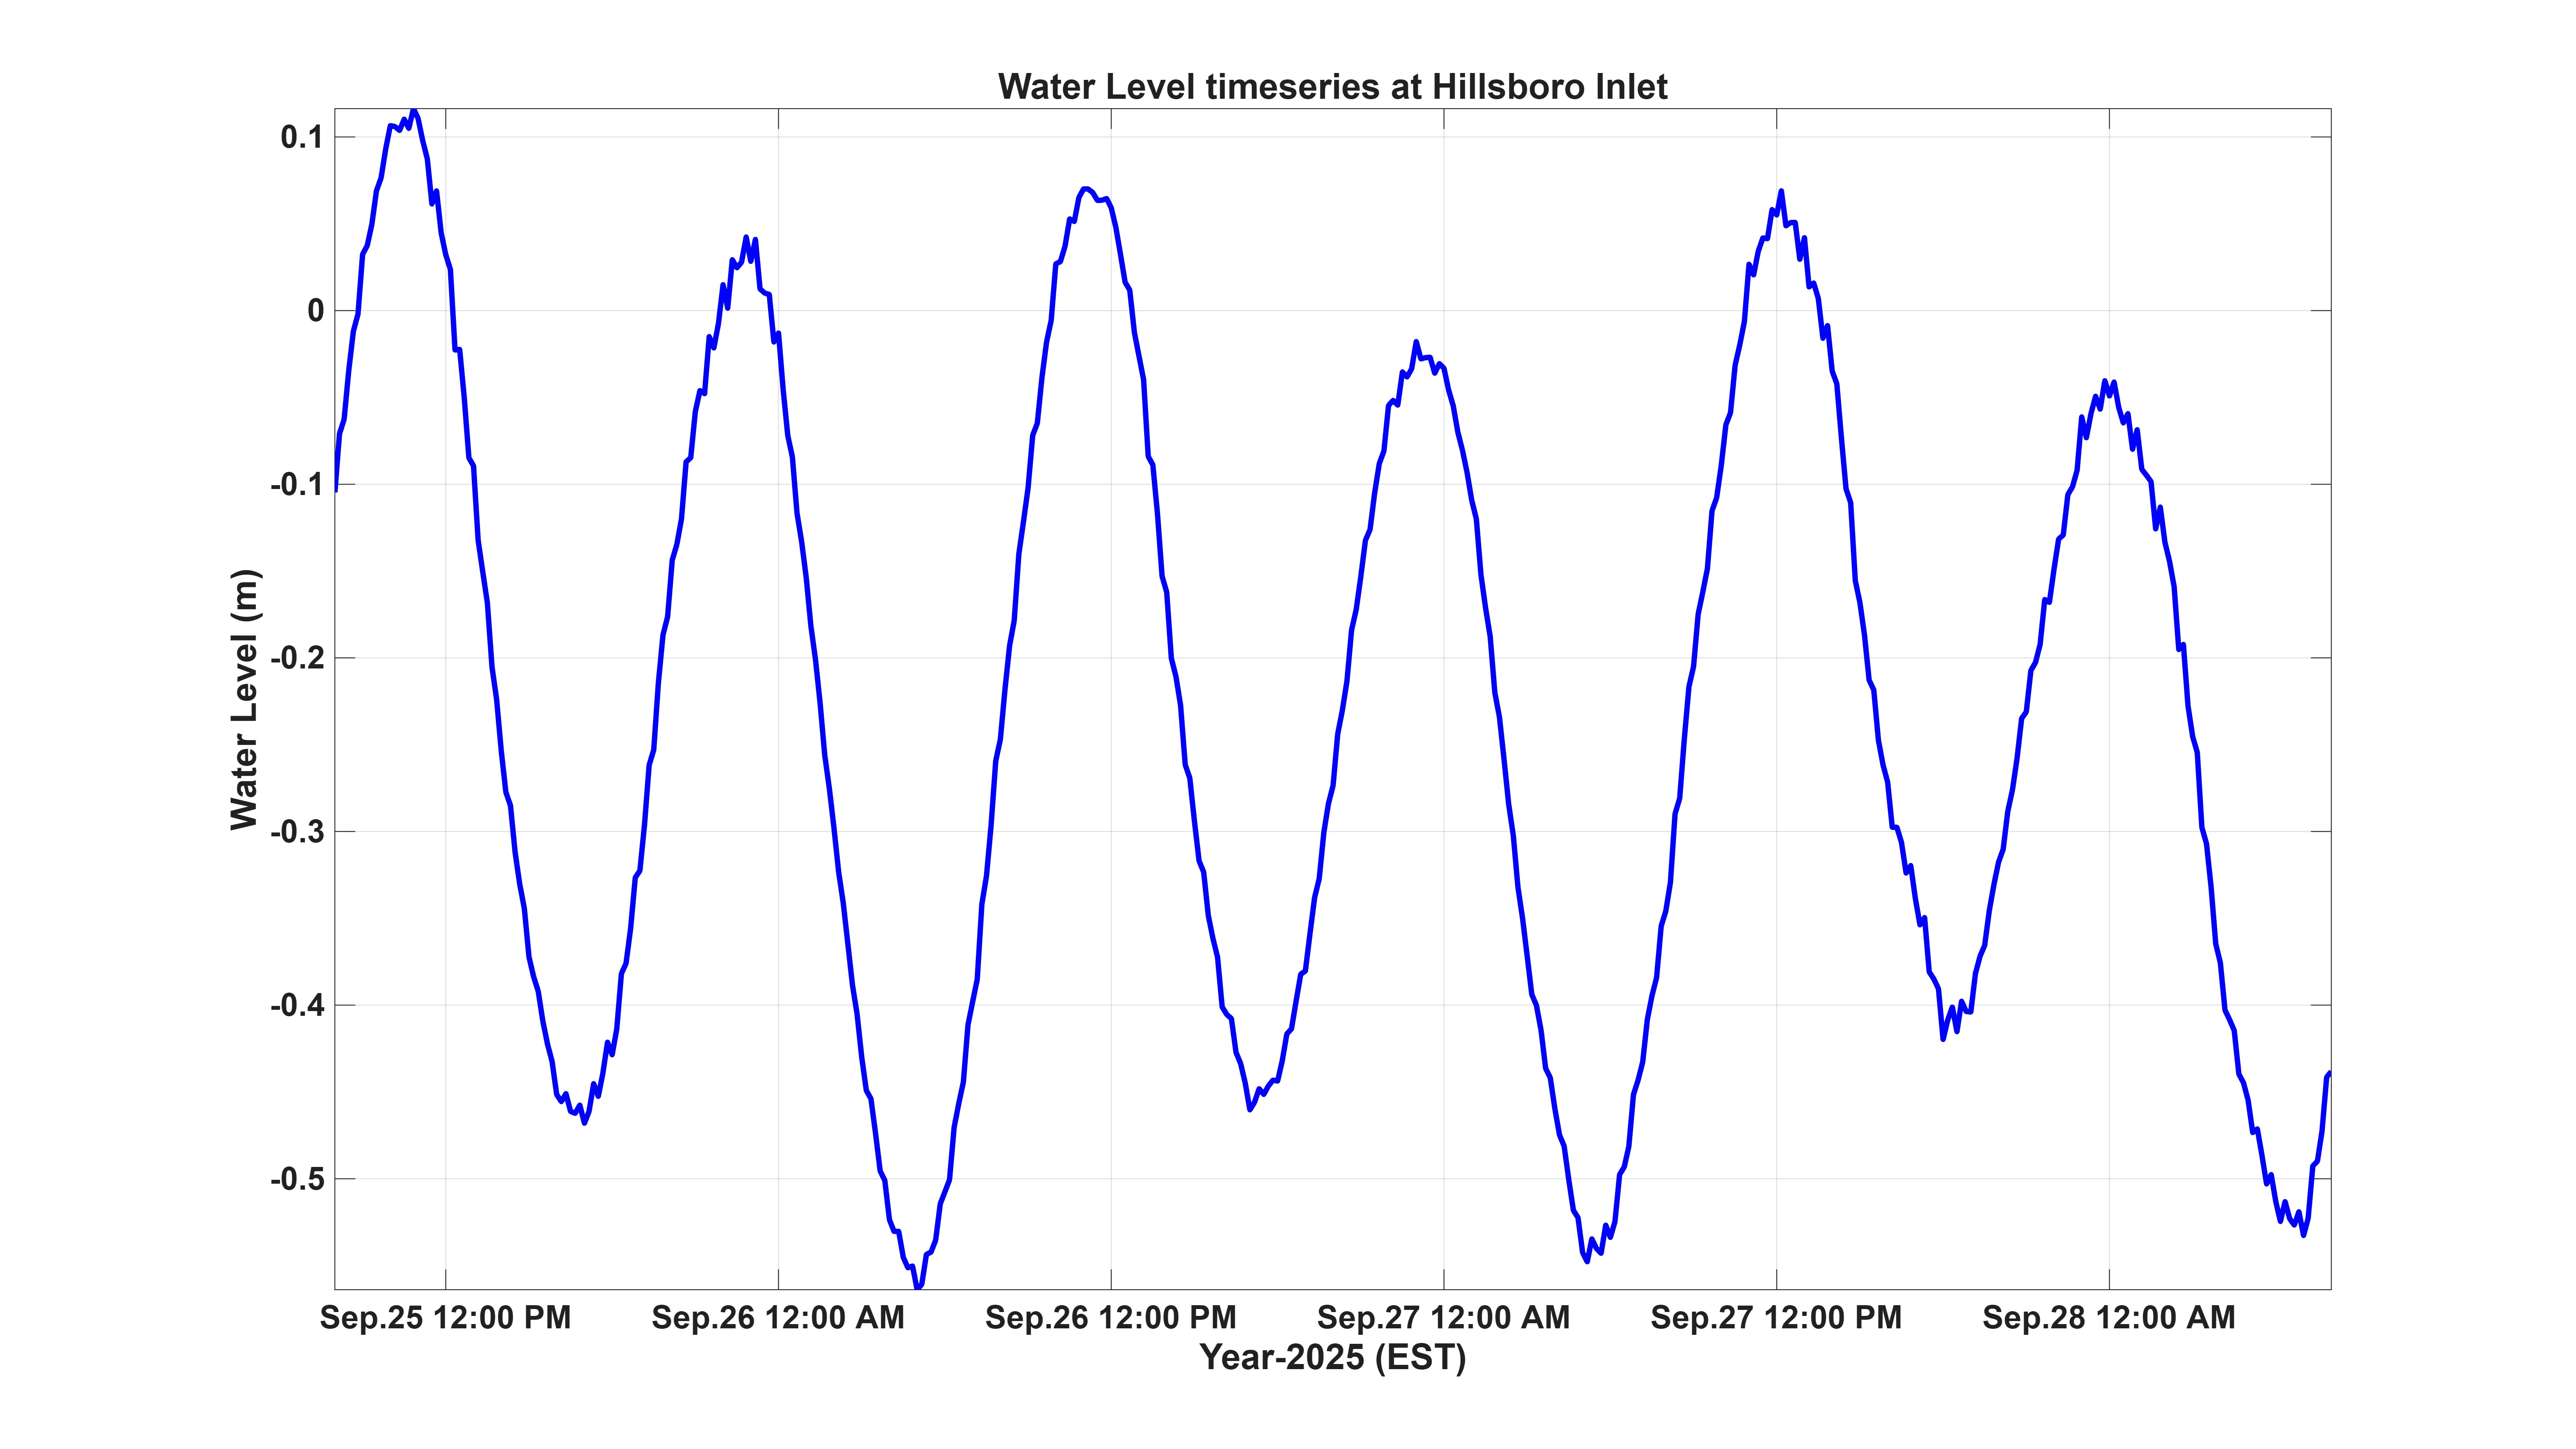 Water Level timeseries at Hillsboro Inlet
0.1
0
-0.1
-0.2
-0.3
-0.4
-0.5
Water Level (m)
Sep.25 12:00 PM
Sep.26 12:00 AM
Sep.26 12:00 PM
Sep.27 12:00 AM
Sep.27 12:00 PM
Sep.28 12:00 AM
Year-2025 (EST)